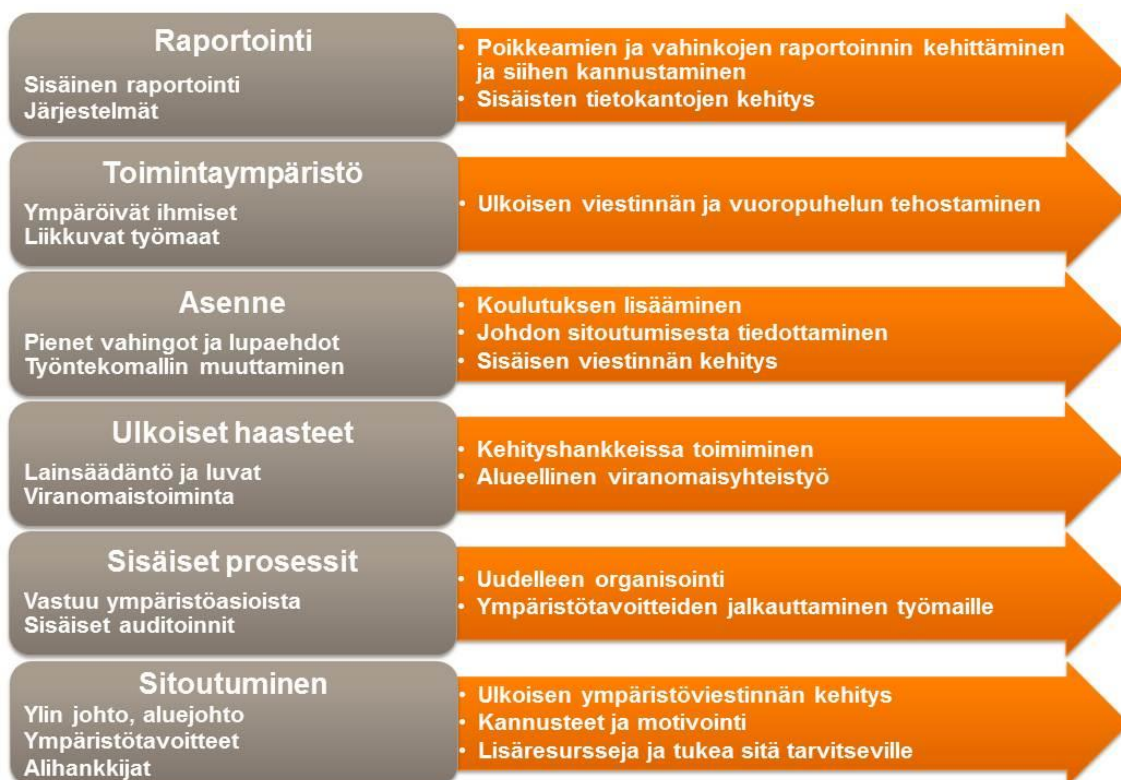 Raportointi
Sisäinen raportointi
Järjestelmät
• Poikkeamien ja vahinkojen raportoinnin kehittäminen
ja siihen kannustaminen
• Sisäisten tietokantojen kehitys
Toimintaympäristö
Ympäröivät ihmiset
Liikkuvat työmaat
• Ulkoisen viestinnän ja vuoropuhelun tehostaminen
Asenne
Pienet vahingot ja lupaehdot
Työntekomallin muuttaminen
• Koulutuksen lisääminen
• Johdon sitoutumisesta tiedottaminen
• Sisäisen viestinnän kehitys
Ulkoiset haasteet
Lainsäädäntö ja luvat
Viranomaistoiminta
• Kehityshankkeissa toimiminen
• Alueellinen viranomaisyhteistyö
Sisäiset prosessit
Vastuu ympäristöasioista
Sisäiset auditoinnit
• Uudelleen organisointi
• Ympäristötavoitteiden jalkauttaminen työmaille
Sitoutuminen
Ylin johto, aluejohto
Ympäristötavoitteet
Alihankkijat
• Ulkoisen ympäristöviestinnän kehitys
• Kannusteet ja motivointi
• Lisäresursseja ja tukea sitä tarvitseville